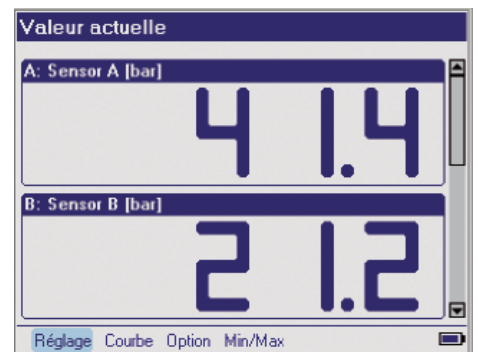 Valeur actuelle
A: Sensor A [bar]
41.4
B: Sensor B [bar]
21.2
Réglage Courbe Option Min/Max